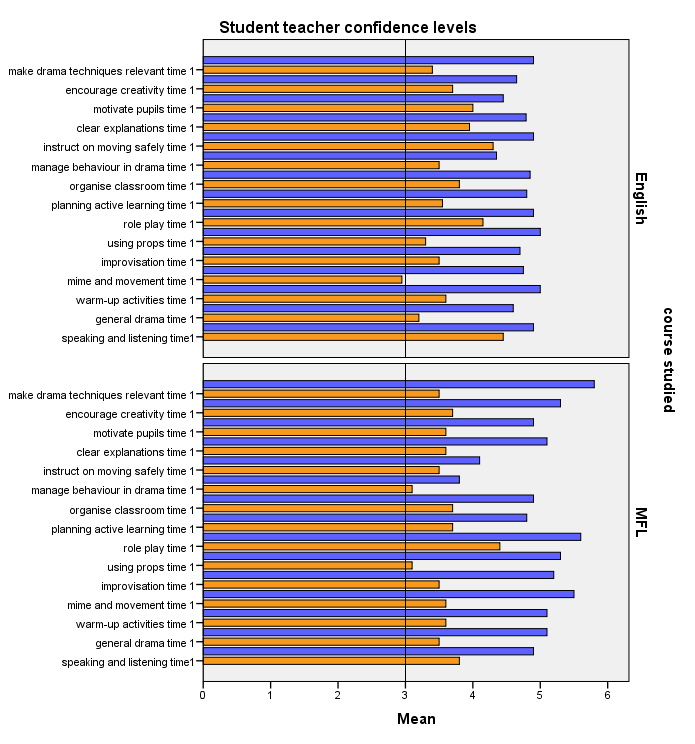 Student teacher confidence levels
make drama techniques relevant time 1
encourage creativity time 1
motivate pupils time 1
clear explanations time 1
instruct on moving safely time 1
manage behaviour in drama time 1
organise classroom time 1
planning active learning time 1
role play time 1
using props time 1
improvisation time 1
mime and movement time 1
warm-up activities time 1
general drama time 1
speaking and listening time1
English
make drama techniques relevant time 1
encourage creativity time 1
motivate pupils time 1
clear explanations time 1
instruct on moving safely time 1
manage behaviour in drama time 1
organise classroom time 1
planning active learning time 1
role play time 1
using props time 1
improvisation time 1
mime and movement time 1
warm-up activities time 1
general drama time 1
speaking and listening time1
MFL
course studied
0 1 2 3 4 5 6
Mean